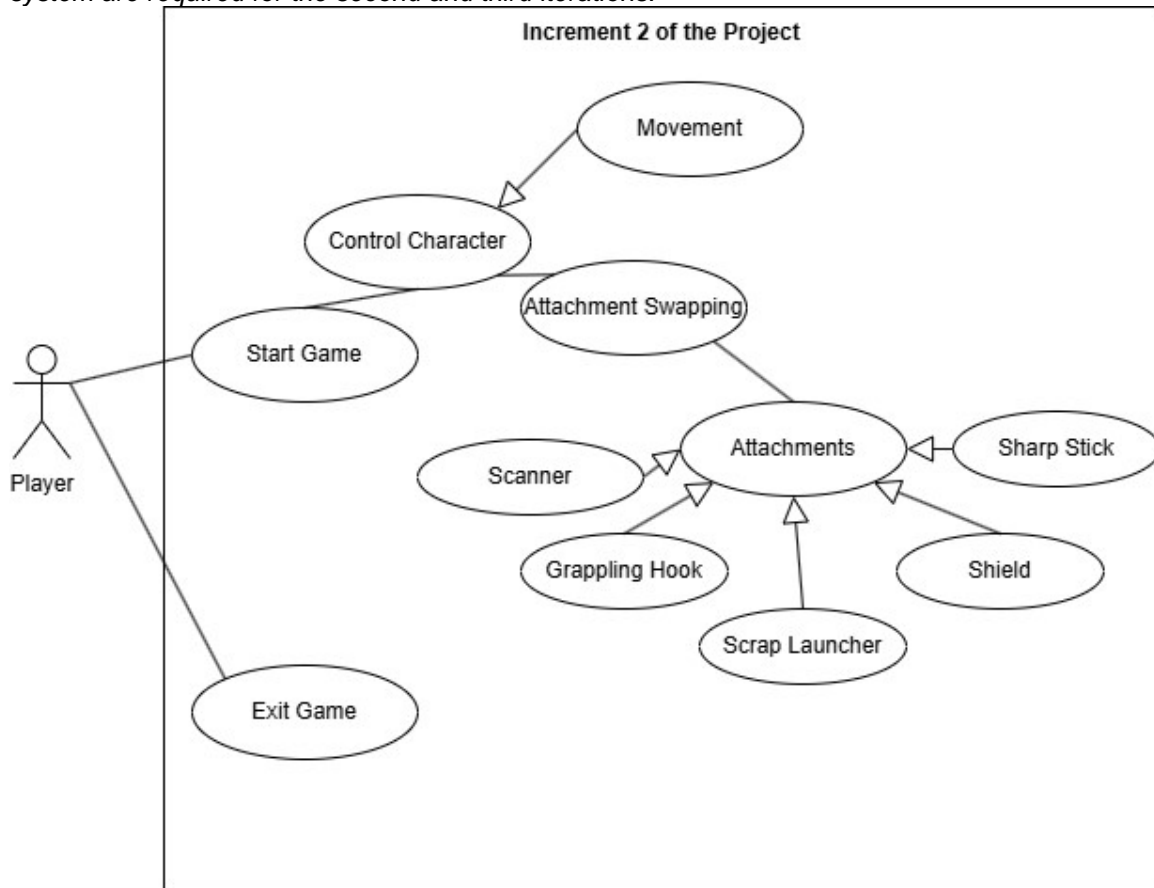 system are required for the second and third iterations.
Increment 2 of the Project
Movement
Control Character
Attachment Swapping
Start Game
Player
Attachments
Sharp Stick
Scanner
Grappling Hook
Shield
Scrap Launcher
Exit Game